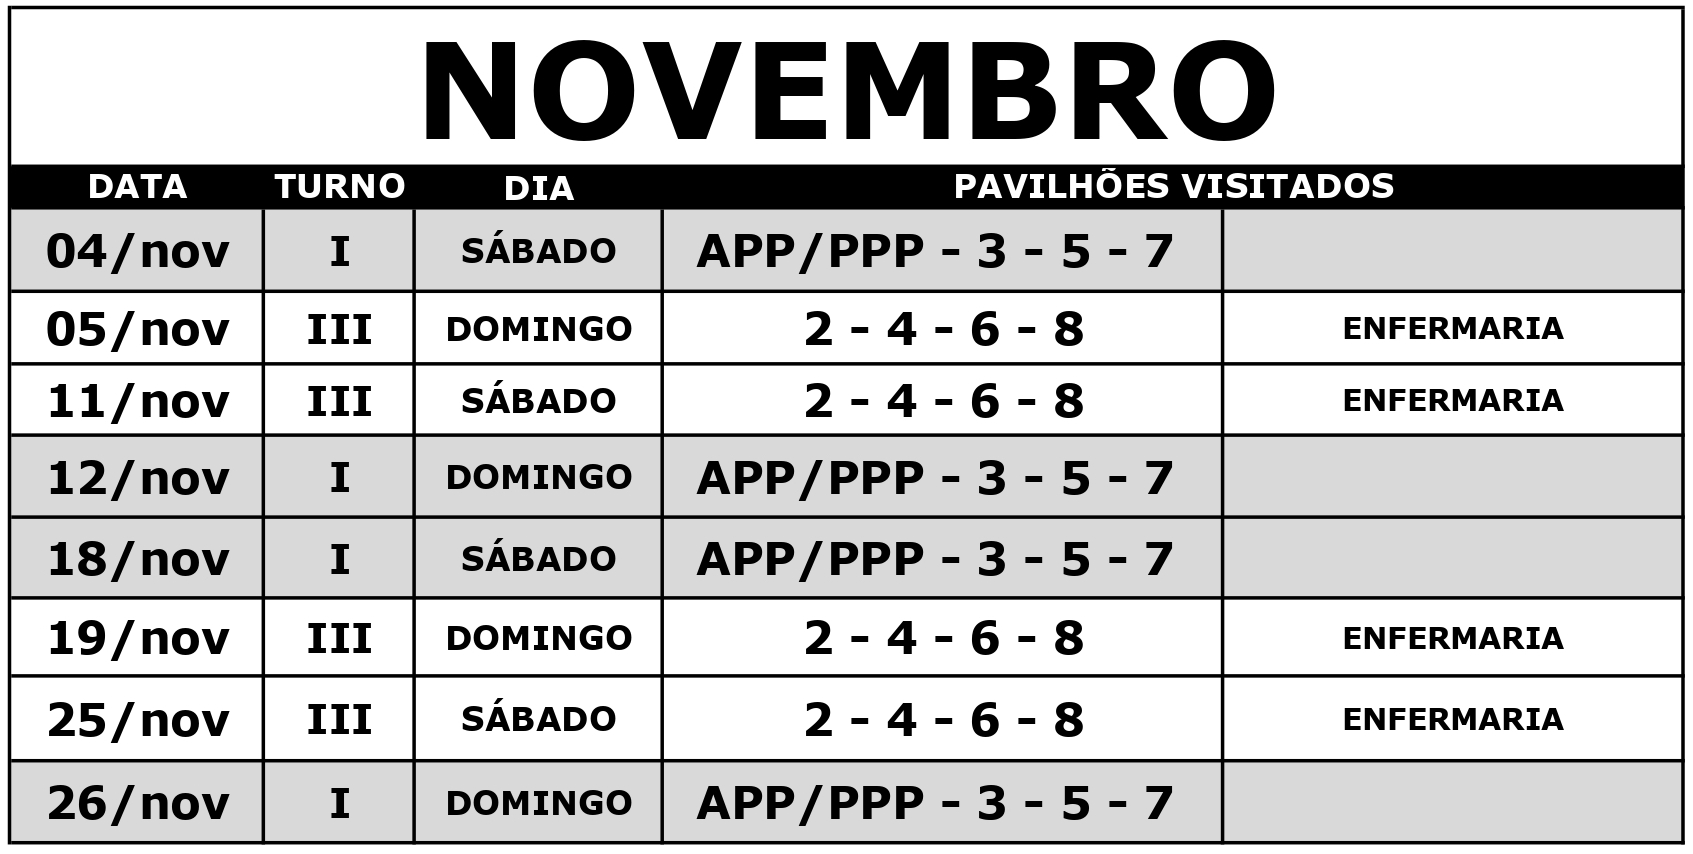 NOVEMBRO
DATA TURNO DIA PAVILHÕES VISITADOS
04/nov I SÁBADO APP/PPP - 3 - 5 - 7
05/nov III DOMINGO 2 - 4 - 6 - 8 ENFERMARIA
11/nov III SÁBADO 2 - 4 - 6 - 8 ENFERMARIA
12/nov I DOMINGO APP/PPP - 3 - 5 - 7
18/nov I SÁBADO APP/PPP - 3 - 5 - 7
19/nov III DOMINGO 2 - 4 - 6 - 8 ENFERMARIA
25/nov III SÁBADO 2 - 4 - 6 - 8 ENFERMARIA
26/nov I DOMINGO APP/PPP - 3 - 5 - 7